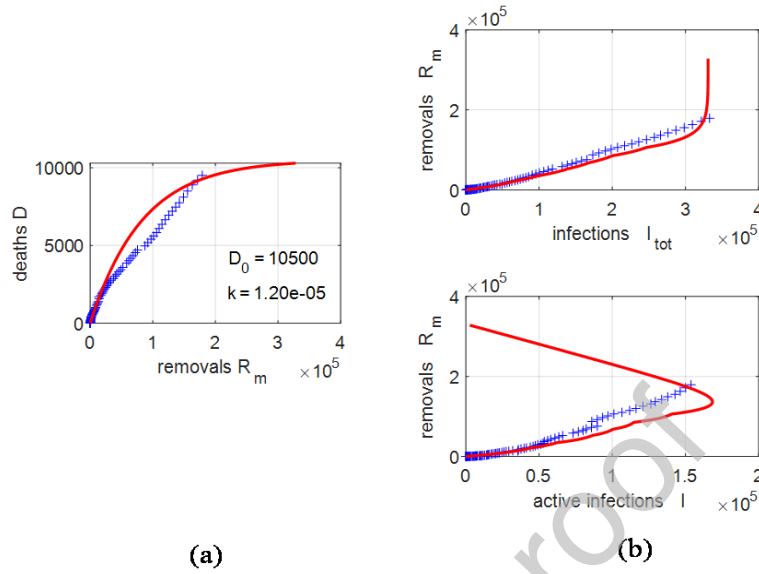 10000
5000
0
0
1
2
3
4
deaths D
removals R_m
×10^5
D_0 = 10500
k = 1.20e-05
(a)
×10^5
4
2
0
0
1
2
3
4
removals R_m
infections I_tot
×10^5
×10^5
4
2
0
0
0.5
1
1.5
2
removals R_m
active infections I
×10^5
(b)
roof